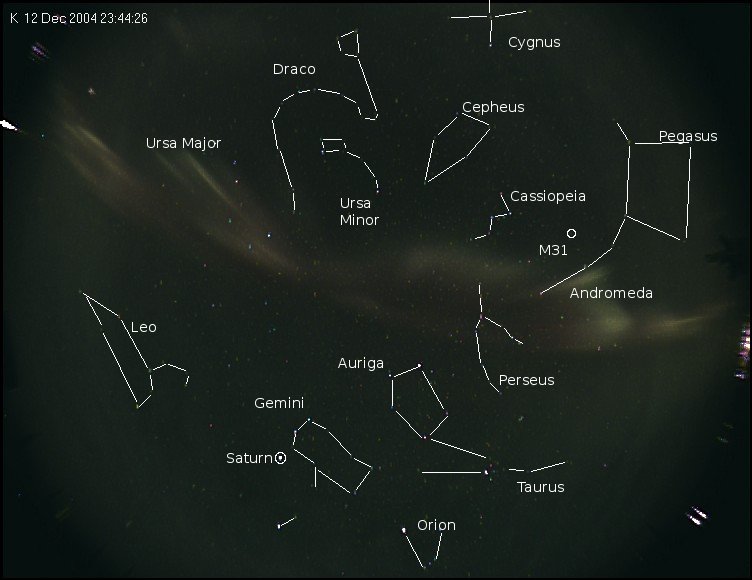 K 12 Dec 2004 23:44:26
Cygnus
Draco
Cepheus
Ursa Major
Pegasus
Ursa
Minor
Cassiopeia
M31
Andromeda
Leo
Auriga
Perseus
Gemini
Saturn
Taurus
Orion